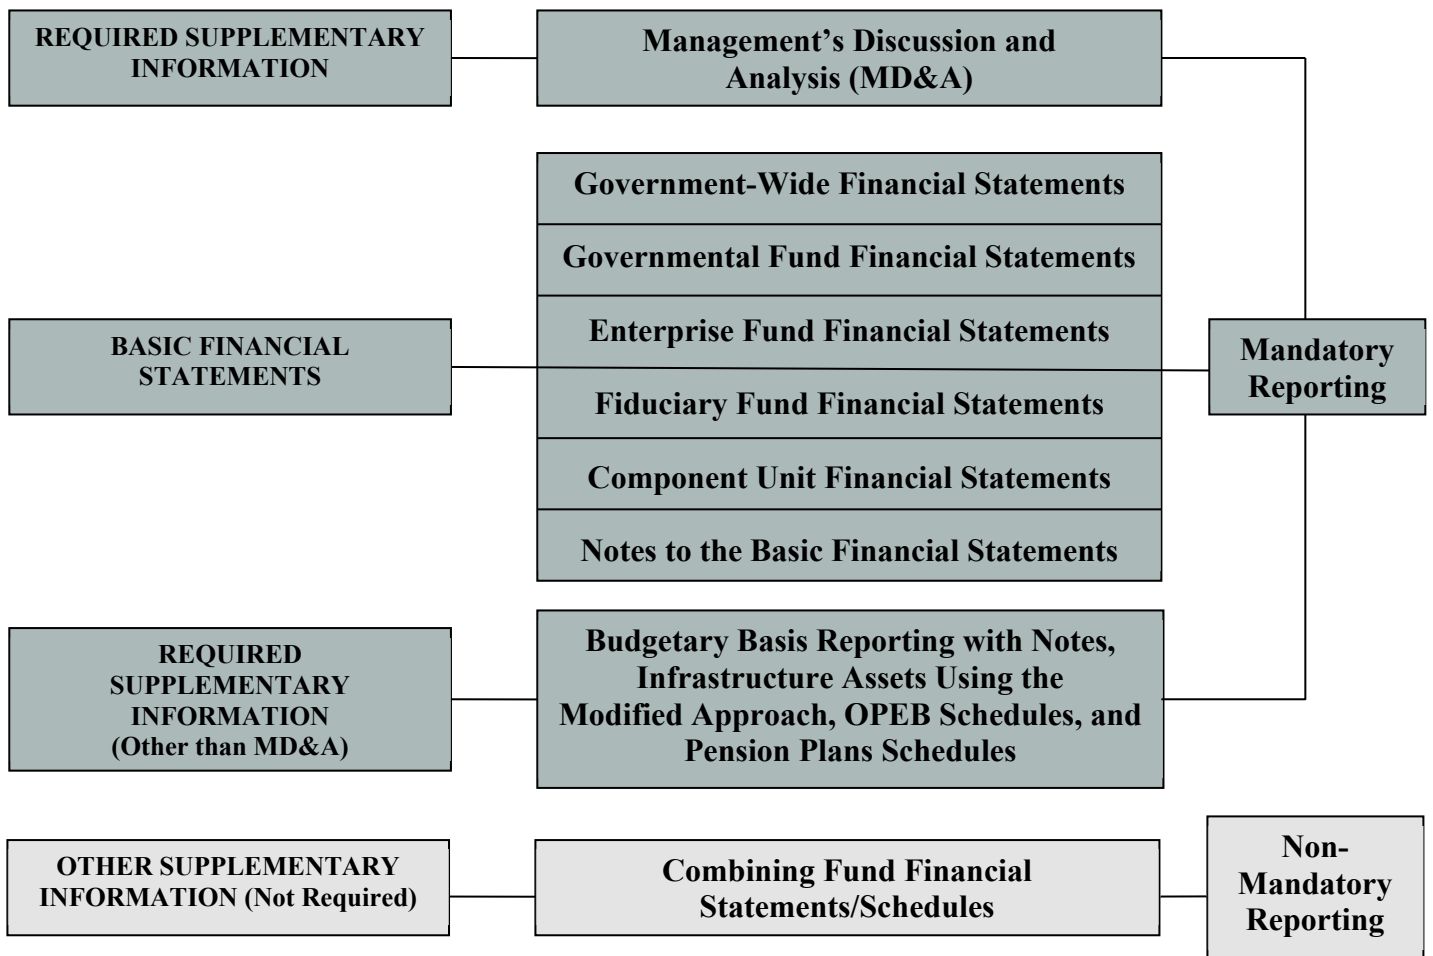 REQUIRED SUPPLEMENTARY
INFORMATION
Management’s Discussion and
Analysis (MD&A)
Government-Wide Financial Statements
Governmental Fund Financial Statements
Enterprise Fund Financial Statements
BASIC FINANCIAL
STATEMENTS
Mandatory
Reporting
Fiduciary Fund Financial Statements
Component Unit Financial Statements
Notes to the Basic Financial Statements
REQUIRED
SUPPLEMENTARY
INFORMATION
(Other than MD&A)
Budgetary Basis Reporting with Notes,
Infrastructure Assets Using the
Modified Approach, OPEB Schedules, and
Pension Plans Schedules
OTHER SUPPLEMENTARY
INFORMATION (Not Required)
Combining Fund Financial
Statements/Schedules
Non-
Mandatory
Reporting